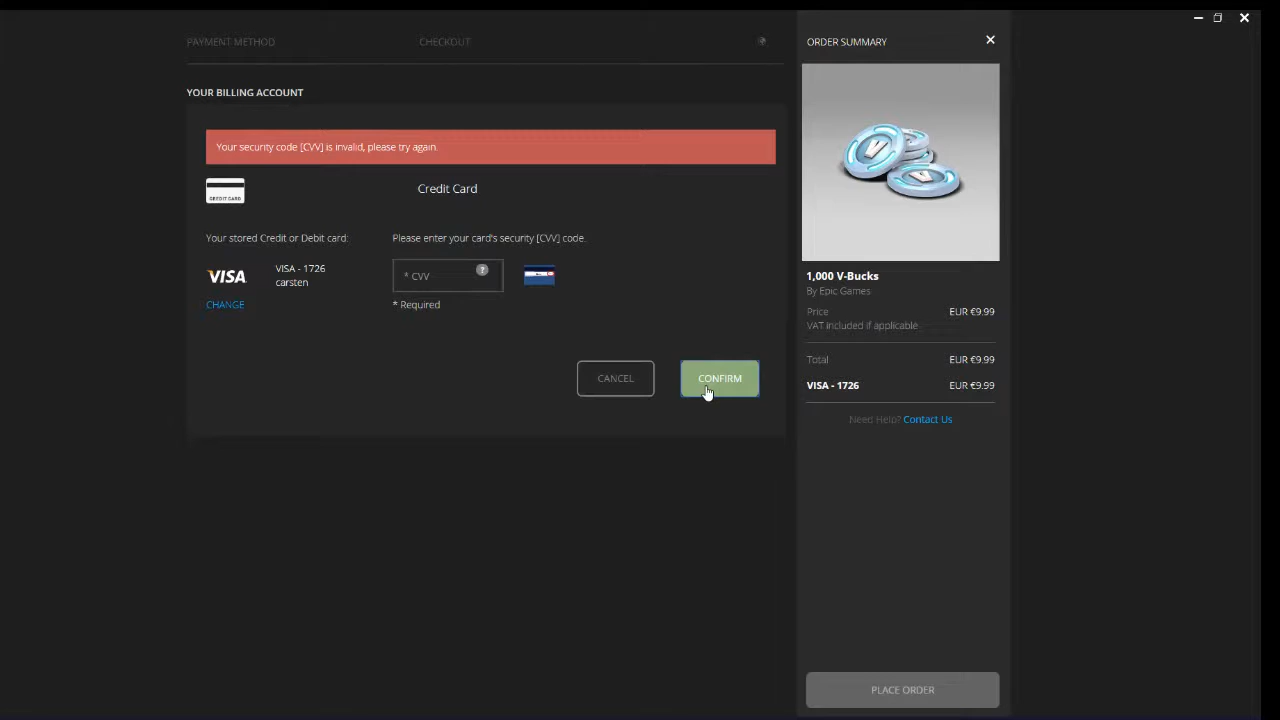 PAYMENT METHOD
CHECKOUT
YOUR BILLING ACCOUNT
Your security code [CVV] is invalid, please try again.
CREDIT CARD
Credit Card
Your stored Credit or Debit card:
Please enter your card's security [CVV] code.
VISA
VISA - 1726
carsten
* CVV
?
CHANGE
* Required
CANCEL
CONFIRM
ORDER SUMMARY
V
V
1,000 V-Bucks
By Epic Games
Price
EUR €9.99
VAT included if applicable
Total
EUR €9.99
VISA - 1726
EUR €9.99
Need Help? Contact Us
PLACE ORDER